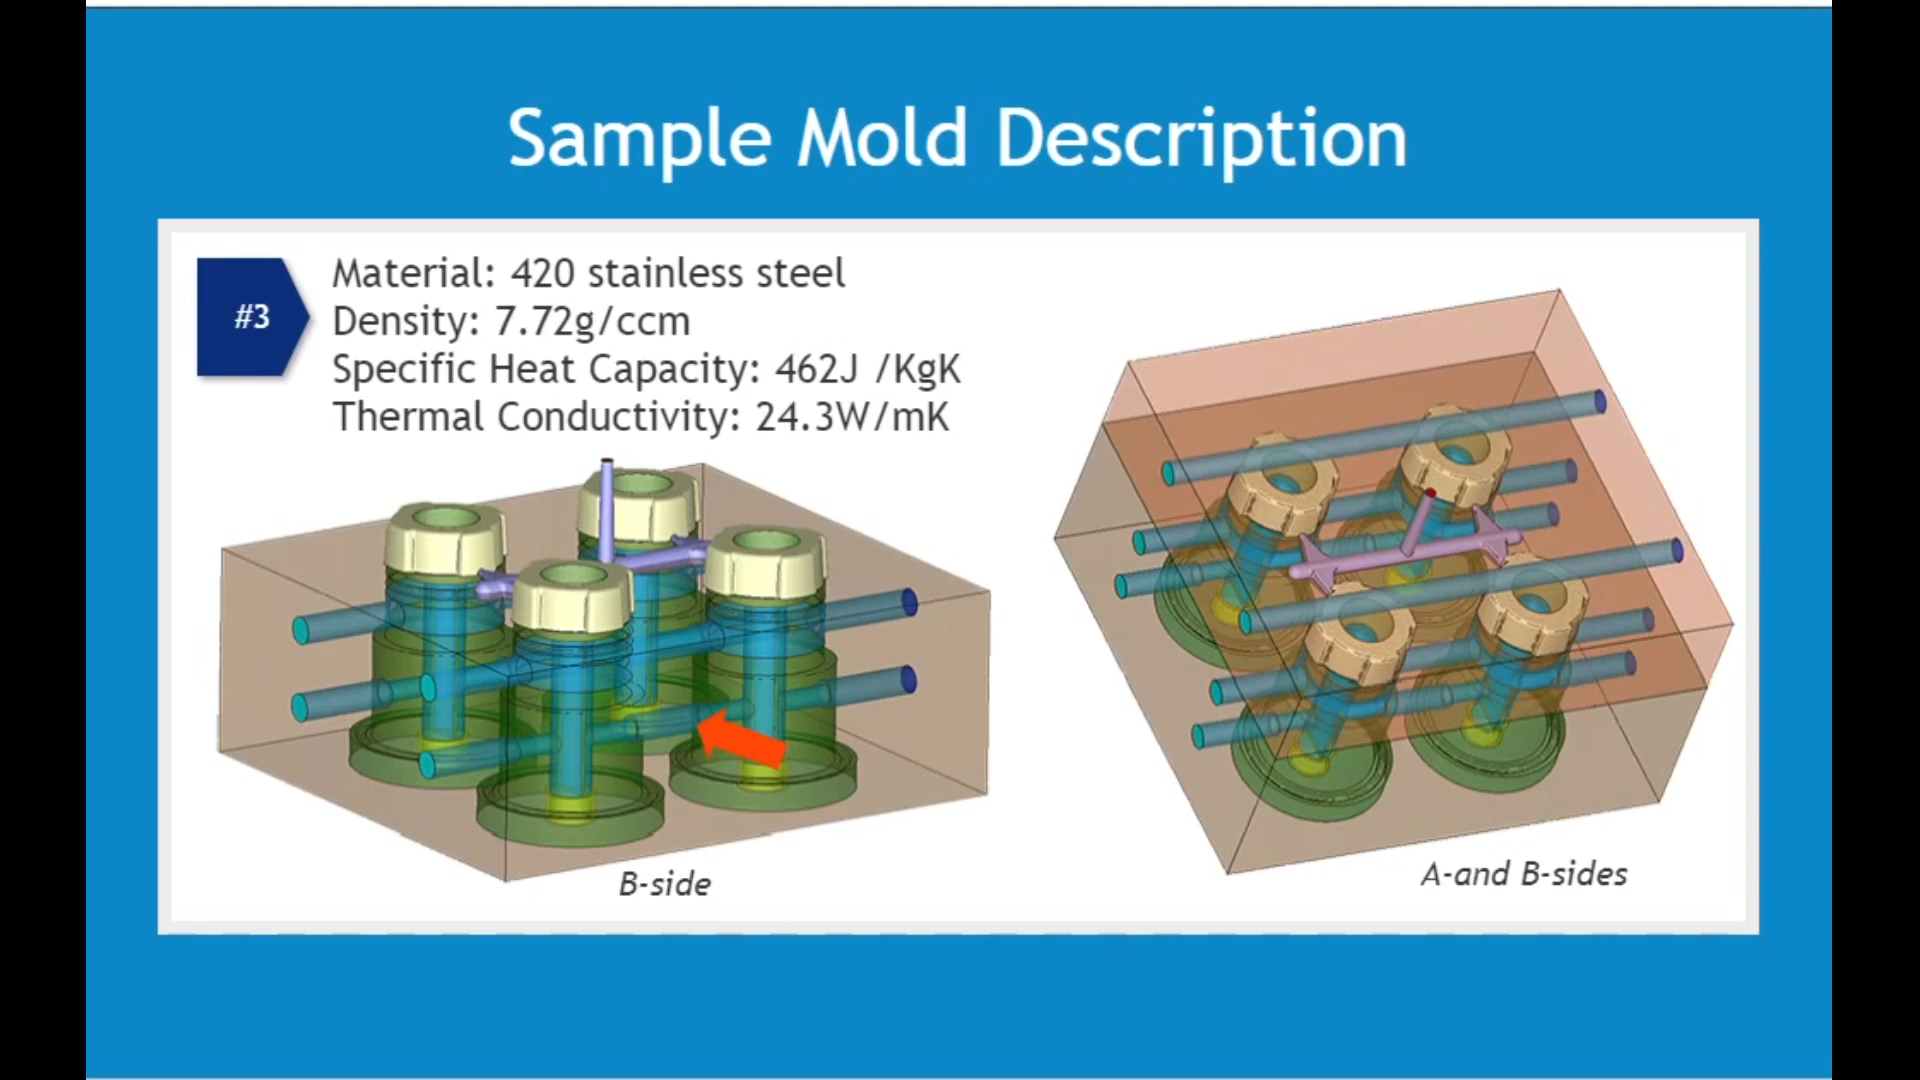 Sample Mold Description
#3
Material: 420 stainless steel
Density: 7.72g/ccm
Specific Heat Capacity: 462J /KgK
Thermal Conductivity: 24.3W/mK
B-side
A-and B-sides